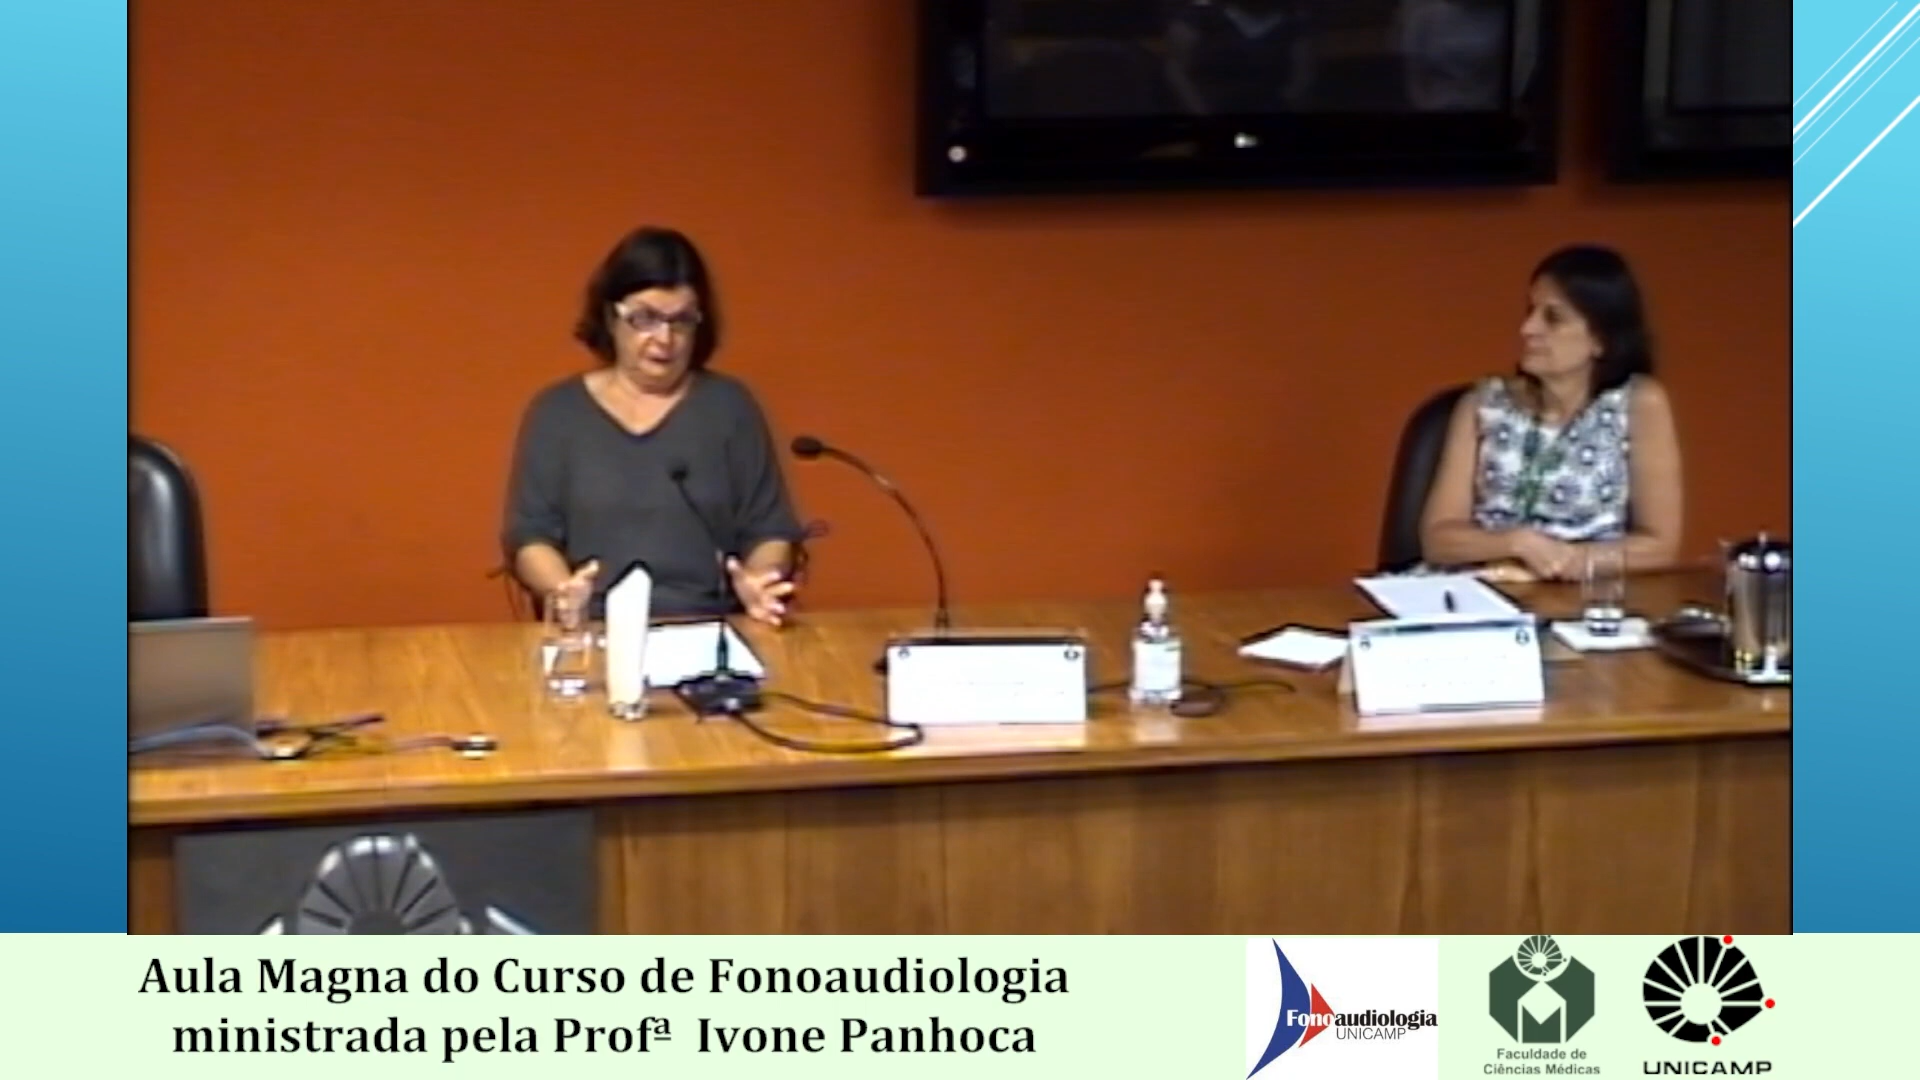 Aula Magna do Curso de Fonoaudiologia
ministrada pela Profª Ivone Panhoca
Fonoaudiologia
UNICAMP
Faculdade de
Ciências Médicas
UNICAMP